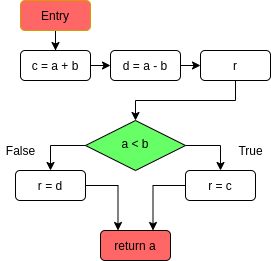 Entry
c = a + b
d = a - b
r
a < b
False
True
r = d
r = c
return a